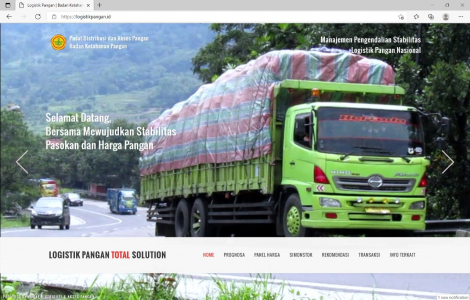 Logistik Pangan | Badan Ketahan
https://logistikpangan.id
Pusat Distribusi dan Akses Pangan
Badan Ketahanan Pangan
Manajemen Pengendalian Stabilitas
Logistik Pangan Nasional
Selamat Datang,
Bersama Mewujudkan Stabilitas
Pasokan dan Harga Pangan
LOGISTIK PANGAN TOTAL SOLUTION
HOME PROGNOSA PANEL HARGA SIMONSTOK REKOMENDASI TRANSAKSI INFO TERKAIT